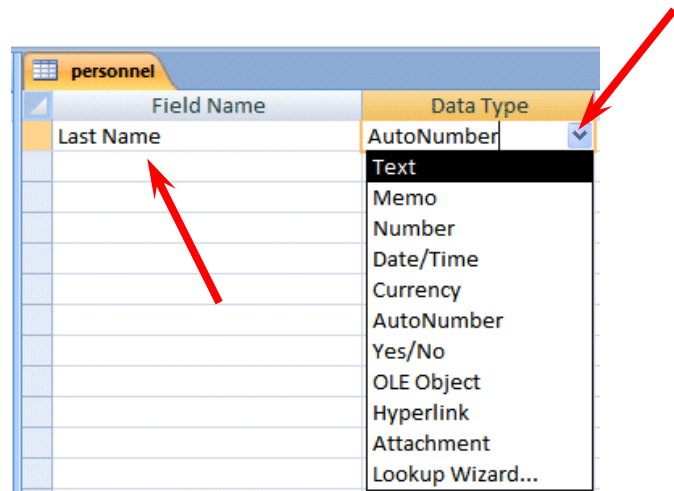 personnel
Field Name Data Type
Last Name AutoNumber
Text
Memo
Number
Date/Time
Currency
AutoNumber
Yes/No
OLE Object
Hyperlink
Attachment
Lookup Wizard...